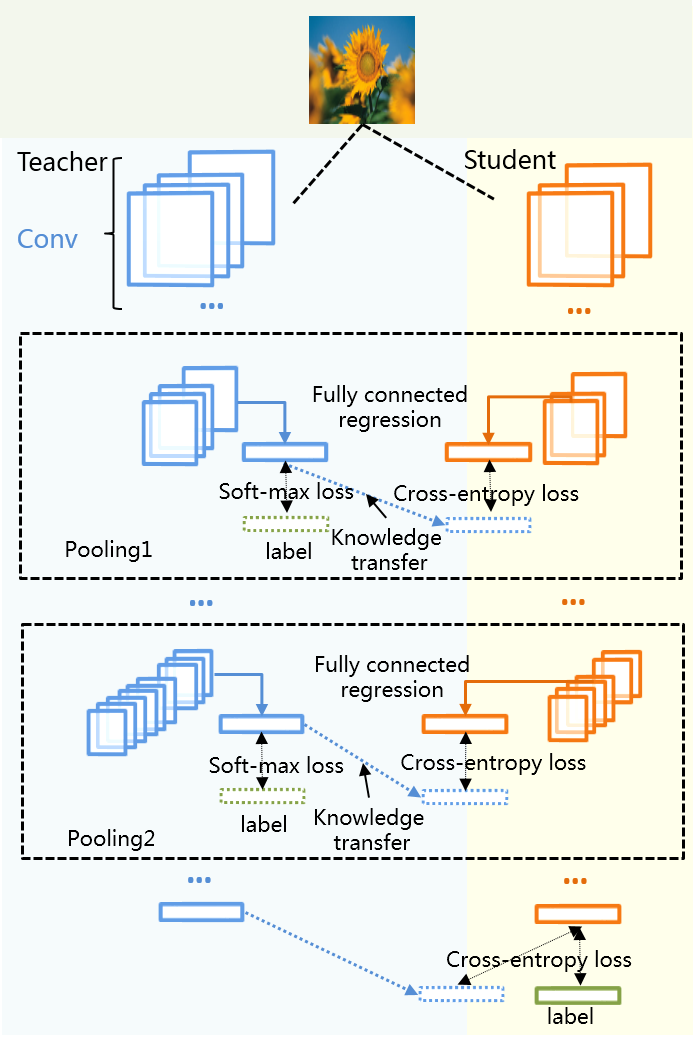 Teacher
Student
Conv
...
...
Fully connected
regression
Soft-max loss
Cross-entropy loss
label
Knowledge
transfer
Pooling1
...
...
Fully connected
regression
Soft-max loss
Cross-entropy loss
label
Knowledge
transfer
Pooling2
...
...
Cross-entropy loss
label